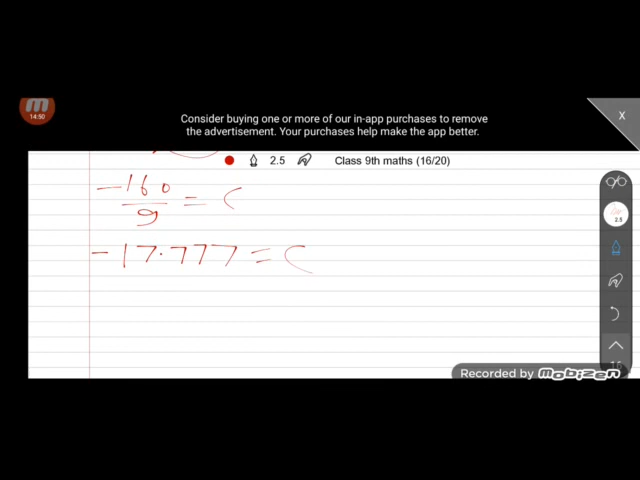 14:50
Consider buying one or more of our in-app purchases to remove
the advertisement. Your purchases help make the app better.
X
2.5 Class 9th maths (16/20)
-160/9 = C
2.5
-17.777 = C
16
Recorded by mobizen